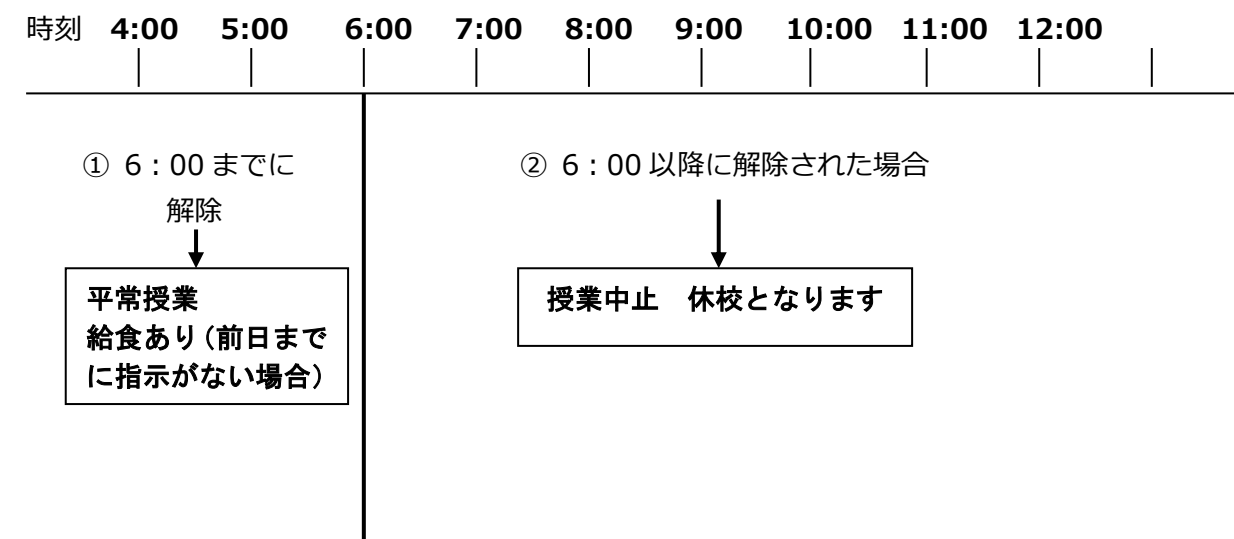 時刻 4:00 5:00 6:00 7:00 8:00 9:00 10:00 11:00 12:00
① 6：00 までに
解除
② 6：00 以降に解除された場合
平常授業
給食あり（前日まで
に指示がない場合）
授業中止　休校となります